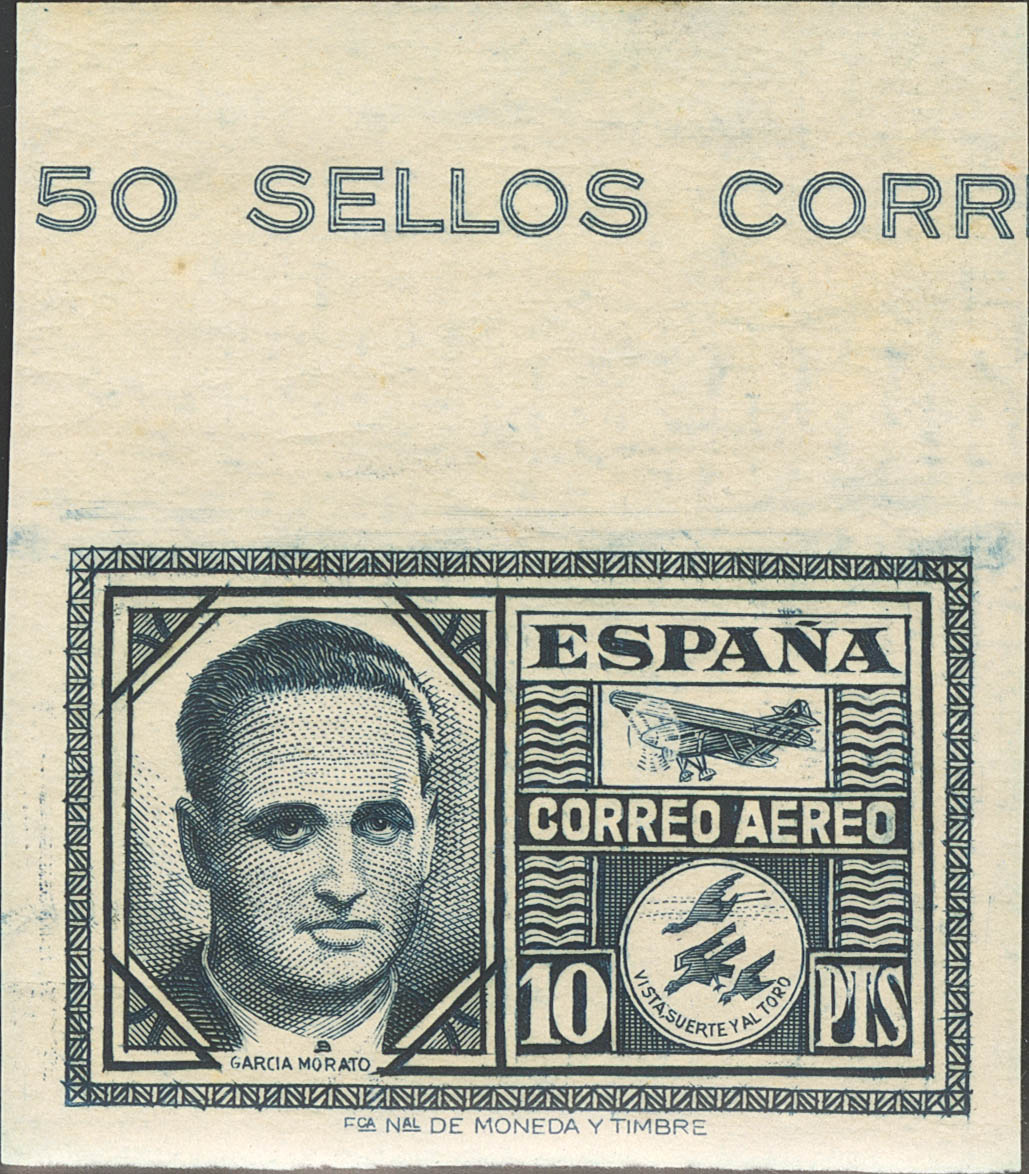 50 SELLOS CORR
ESPAÑA
CORREO AEREO
VISTA, SUERTE Y AL TORO
10 PTS
GARCIA MORATO
FCA NAL DE MONEDA Y TIMBRE